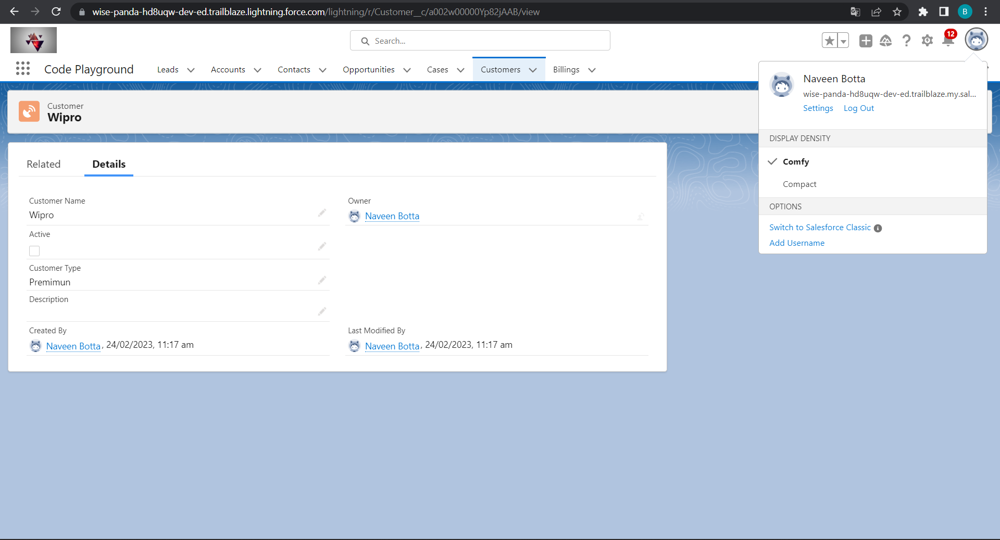 wise-panda-hd8uqw-dev-ed.trailblaze.lightning.force.com/lightning/r/Customer__c/a002w00000Yp82jAAB/view
B
Search...
12
Code Playground Leads Accounts Contacts Opportunities Cases Customers Billings
Naveen Botta
wise-panda-hd8uqw-dev-ed.trailblaze.my.sal...
Settings Log Out
DISPLAY DENSITY
Comfy
Compact
OPTIONS
Switch to Salesforce Classic
Add Username
Customer
Wipro
Related Details
Customer Name
Wipro
Owner
Naveen Botta
Active
Customer Type
Premimun
Description
Created By
Naveen Botta, 24/02/2023, 11:17 am
Last Modified By
Naveen Botta, 24/02/2023, 11:17 am